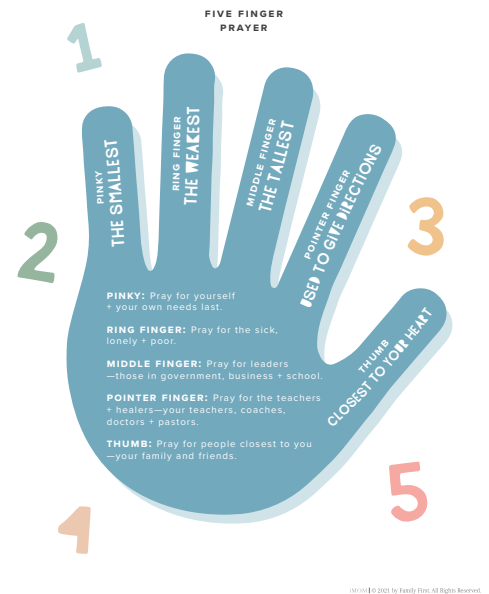 FIVE FINGER
PRAYER
1
2
3
4
5
PINKY
THE SMALLEST
RING FINGER
THE WEAKEST
MIDDLE FINGER
THE TALLEST
POINTER FINGER
USED TO GIVE DIRECTIONS
THUMB
CLOSEST TO YOUR HEART
PINKY: Pray for yourself
+ your own needs last.
RING FINGER: Pray for the sick,
lonely + poor.
MIDDLE FINGER: Pray for leaders
—those in government, business + school.
POINTER FINGER: Pray for the teachers
+ healers—your teachers, coaches,
doctors + pastors.
THUMB: Pray for people closest to you
—your family and friends.
iMOM | © 2021 by Family First. All Rights Reserved.